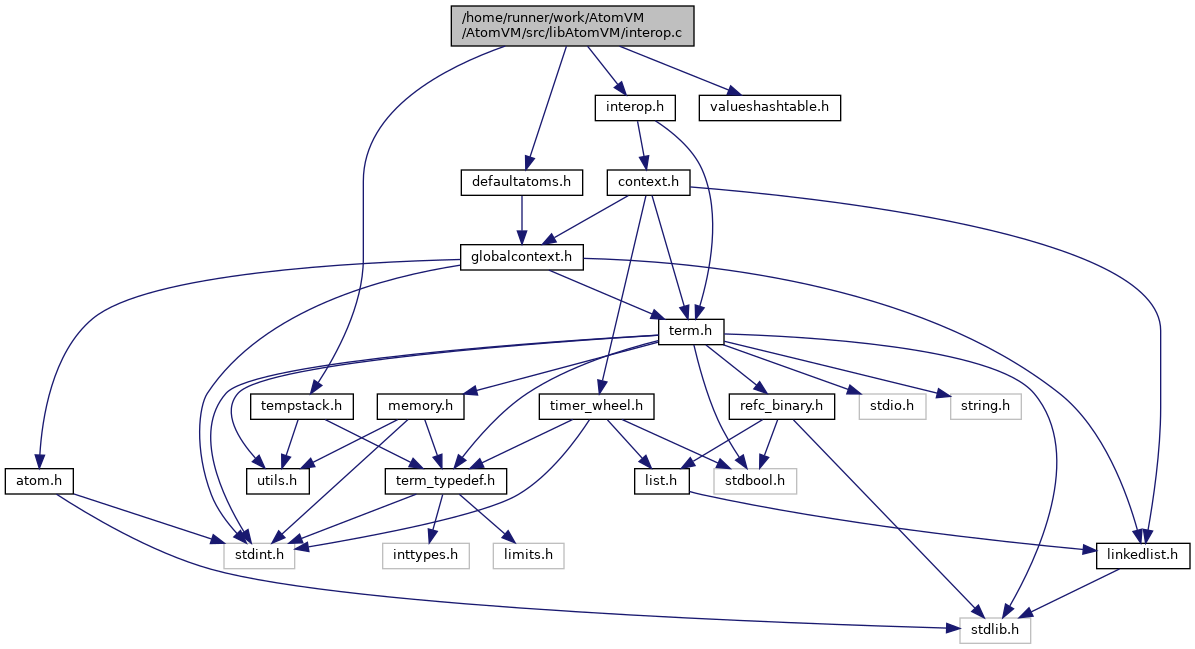 /home/runner/work/AtomVM
/AtomVM/src/libAtomVM/interop.c
interop.h
valueshashtable.h
defaultatoms.h
context.h
globalcontext.h
term.h
tempstack.h
memory.h
timer_wheel.h
refc_binary.h
stdio.h
string.h
atom.h
utils.h
term_typedef.h
list.h
stdbool.h
stdint.h
inttypes.h
limits.h
linkedlist.h
stdlib.h